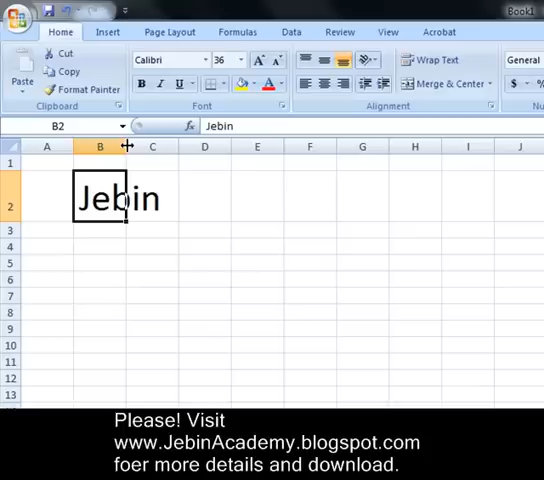 Book1
Home Insert Page Layout Formulas Data Review View Acrobat
Paste Cut Calibri 36 A A Wrap Text General
Copy
Format Painter B I U A Merge & Center $ %
Clipboard Font Alignment
B2 fx Jebin
A B C D E F G H I J
1
2 Jebin
3
4
5
6
7
8
9
10
11
12
13
Please! Visit
www.JebinAcademy.blogspot.com
foer more details and download.